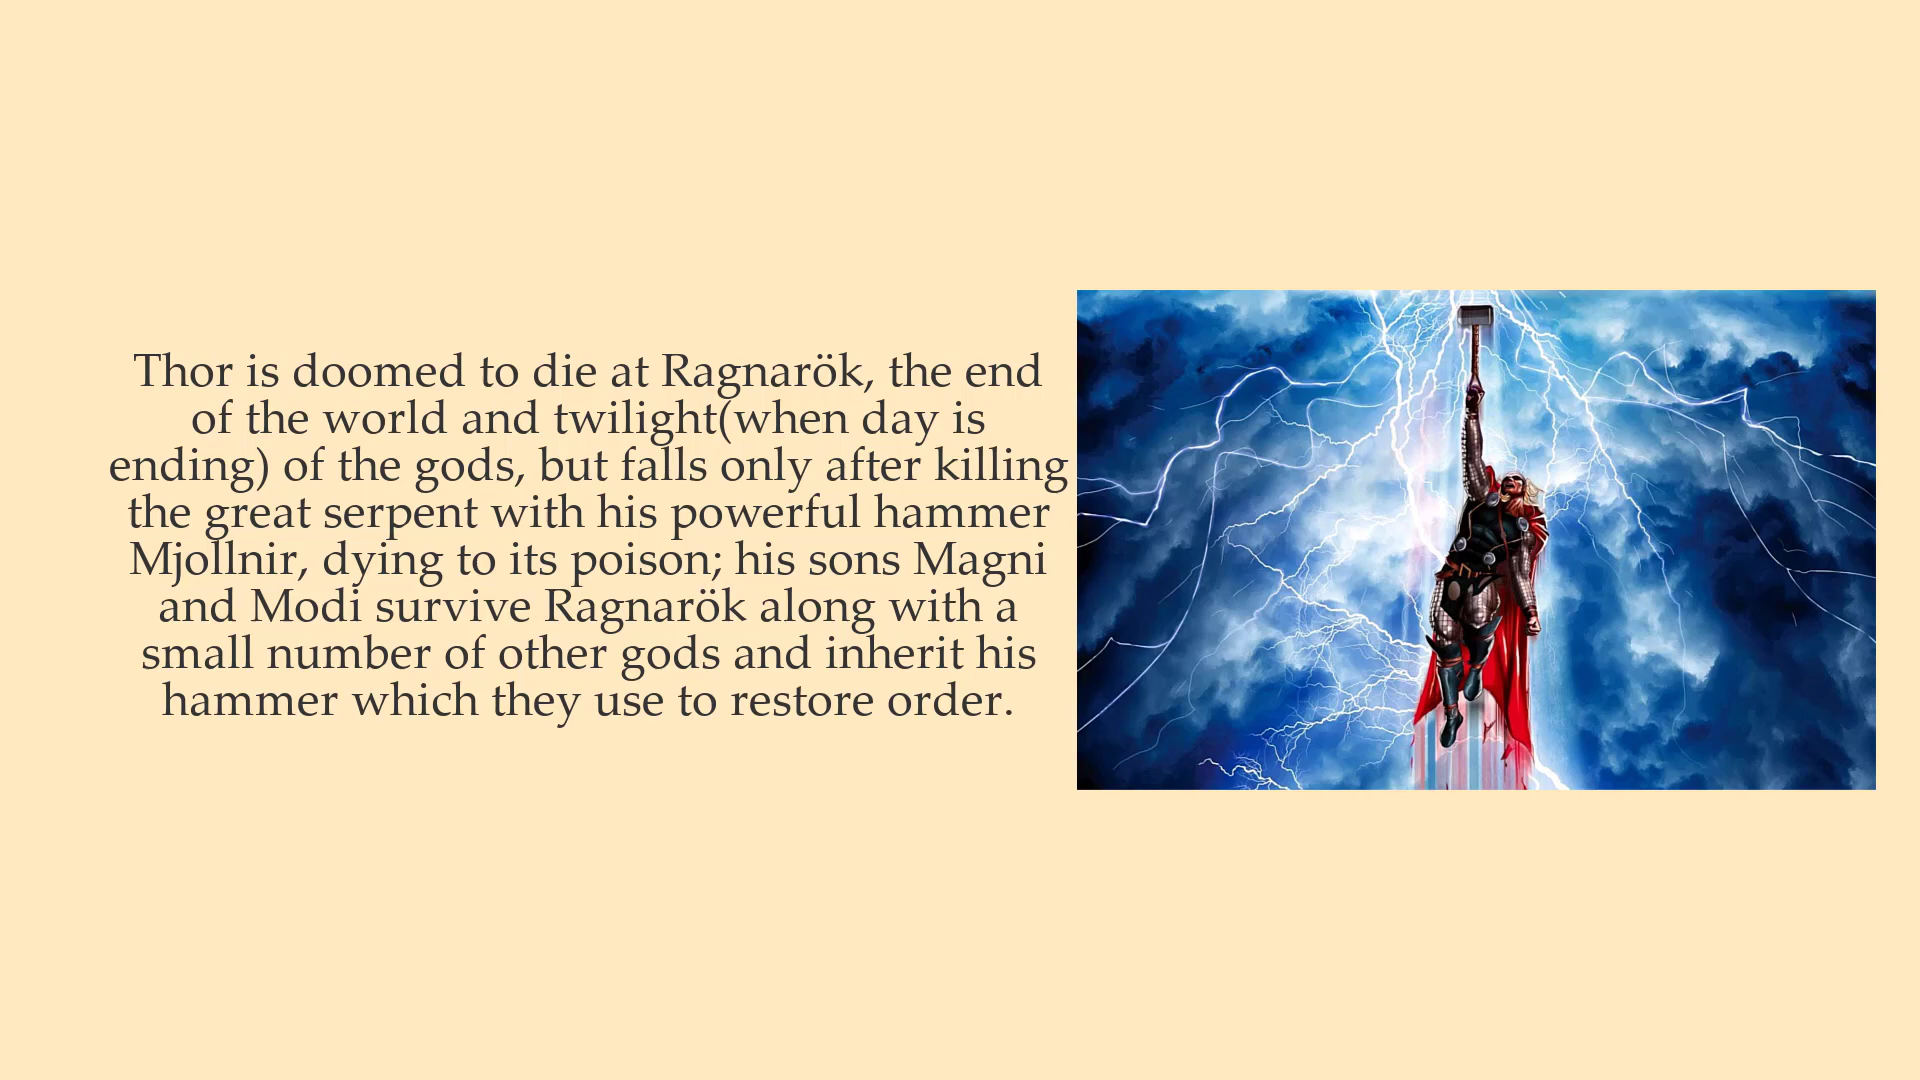 Thor is doomed to die at Ragnarök, the end
of the world and twilight(when day is
ending) of the gods, but falls only after killing
the great serpent with his powerful hammer
Mjollnir, dying to its poison; his sons Magni
and Modi survive Ragnarök along with a
small number of other gods and inherit his
hammer which they use to restore order.